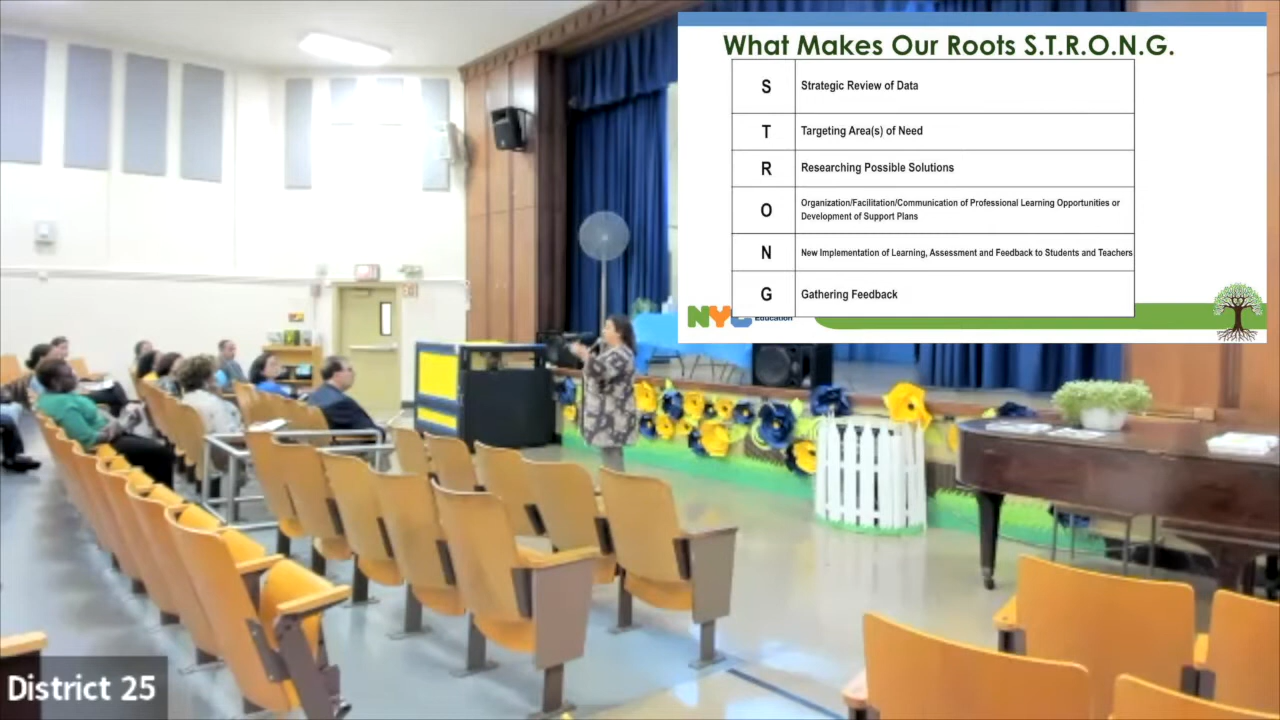 What Makes Our Roots S.T.R.O.N.G.
S Strategic Review of Data
T Targeting Area(s) of Need
R Researching Possible Solutions
O Organization/Facilitation/Communication of Professional Learning Opportunities or
Development of Support Plans
N New Implementation of Learning, Assessment and Feedback to Students and Teachers
G Gathering Feedback
NYC
Education
District 25